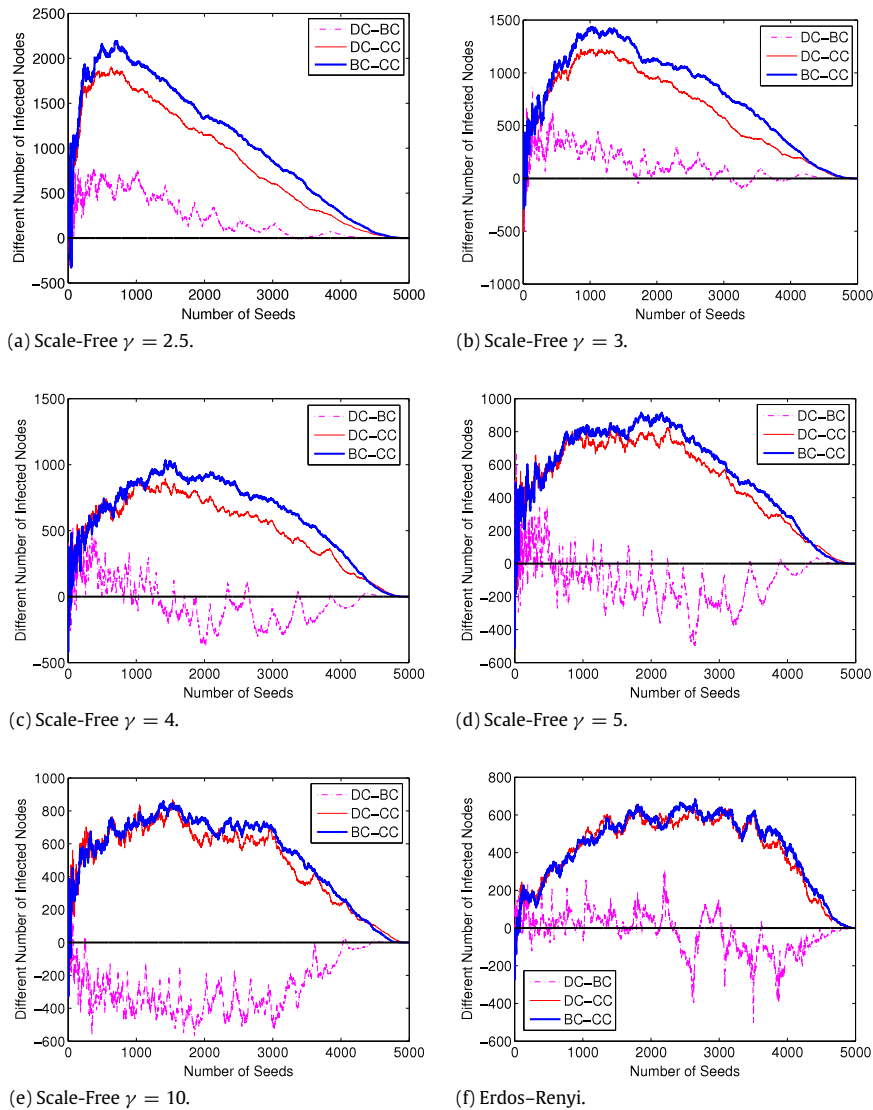 2500
2000
1500
1000
500
0
−500
Different Number of Infected Nodes
DC−BC
DC−CC
BC−CC
0 1000 2000 3000 4000 5000
Number of Seeds
(a) Scale-Free γ = 2.5.
1500
1000
500
0
−500
−1000
Different Number of Infected Nodes
DC−BC
DC−CC
BC−CC
0 1000 2000 3000 4000 5000
Number of Seeds
(b) Scale-Free γ = 3.
1500
1000
500
0
−500
Different Number of Infected Nodes
DC−BC
DC−CC
BC−CC
0 1000 2000 3000 4000 5000
Number of Seeds
(c) Scale-Free γ = 4.
1000
800
600
400
200
0
−200
−400
−600
Different Number of Infected Nodes
DC−BC
DC−CC
BC−CC
0 1000 2000 3000 4000 5000
Number of Seeds
(d) Scale-Free γ = 5.
1000
800
600
400
200
0
−200
−400
−600
Different Number of Infected Nodes
DC−BC
DC−CC
BC−CC
0 1000 2000 3000 4000 5000
Number of Seeds
(e) Scale-Free γ = 10.
800
600
400
200
0
−200
−400
−600
Different Number of Infected Nodes
DC−BC
DC−CC
BC−CC
0 1000 2000 3000 4000 5000
Number of Seeds
(f) Erdos–Renyi.